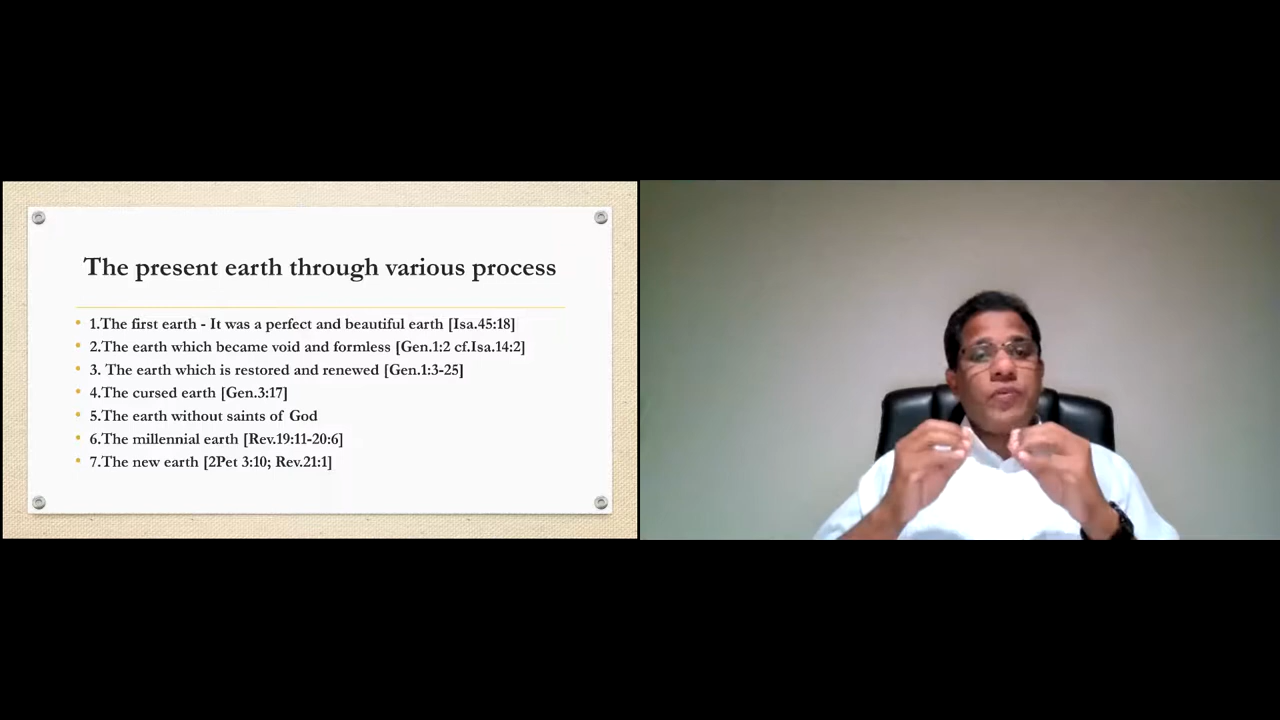 The present earth through various process
1.The first earth - It was a perfect and beautiful earth [Isa.45:18]
2.The earth which became void and formless [Gen.1:2 cf.Isa.14:2]
3. The earth which is restored and renewed [Gen.1:3-25]
4.The cursed earth [Gen.3:17]
5.The earth without saints of God
6.The millennial earth [Rev.19:11-20:6]
7.The new earth [2Pet 3:10; Rev.21:1]